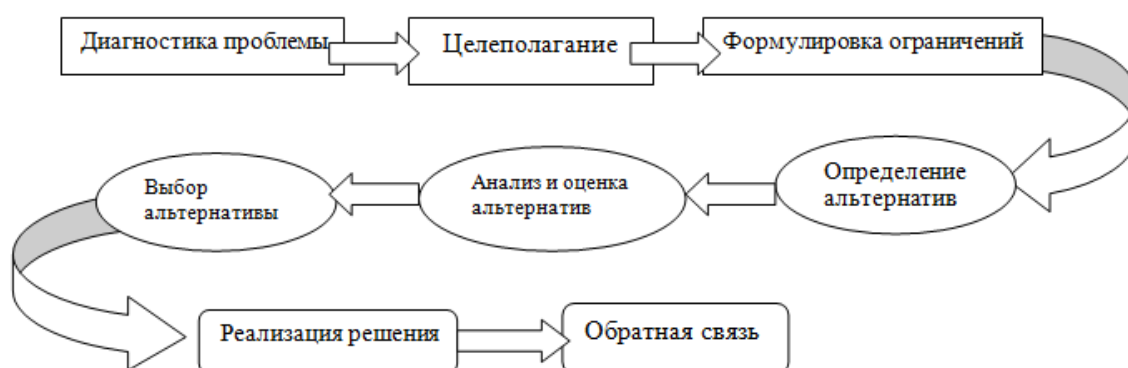 Диагностика проблемы
Целеполагание
Формулировка ограничений
Определение
альтернатив
Анализ и оценка
альтернатив
Выбор
альтернативы
Реализация решения
Обратная связь